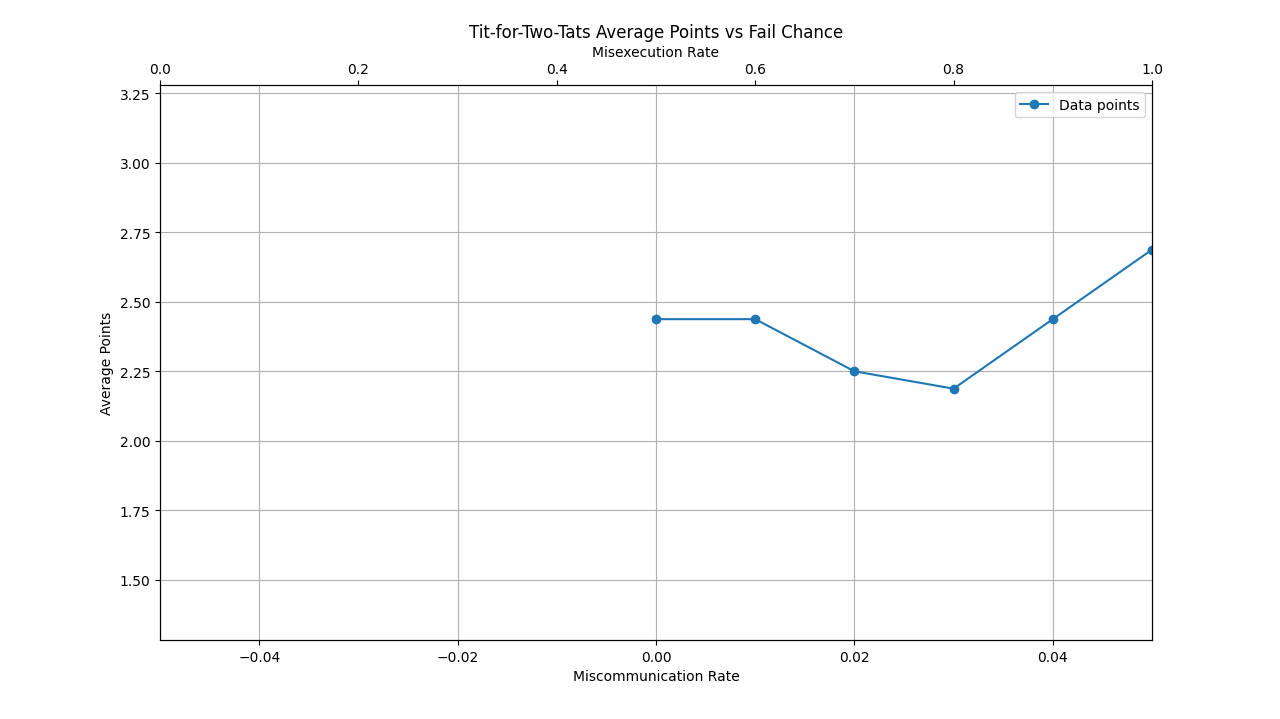 Tit-for-Two-Tats Average Points vs Fail Chance
Misexecution Rate
0.0 0.2 0.4 0.6 0.8 1.0
Data points
3.25
3.00
2.75
2.50
2.25
2.00
1.75
1.50
Average Points
−0.04 −0.02 0.00 0.02 0.04
Miscommunication Rate